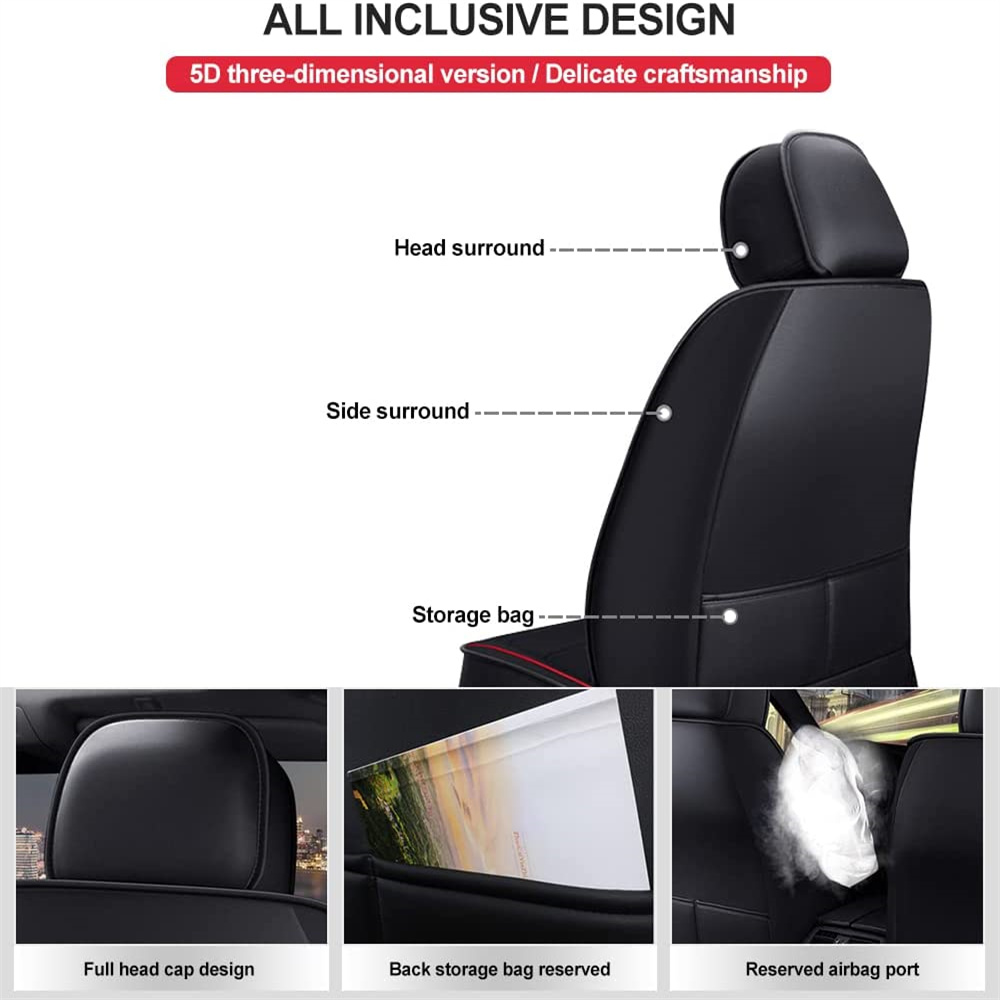 ALL INCLUSIVE DESIGN
5D three-dimensional version / Delicate craftsmanship
Head surround
Side surround
Storage bag
Full head cap design
Back storage bag reserved
Reserved airbag port